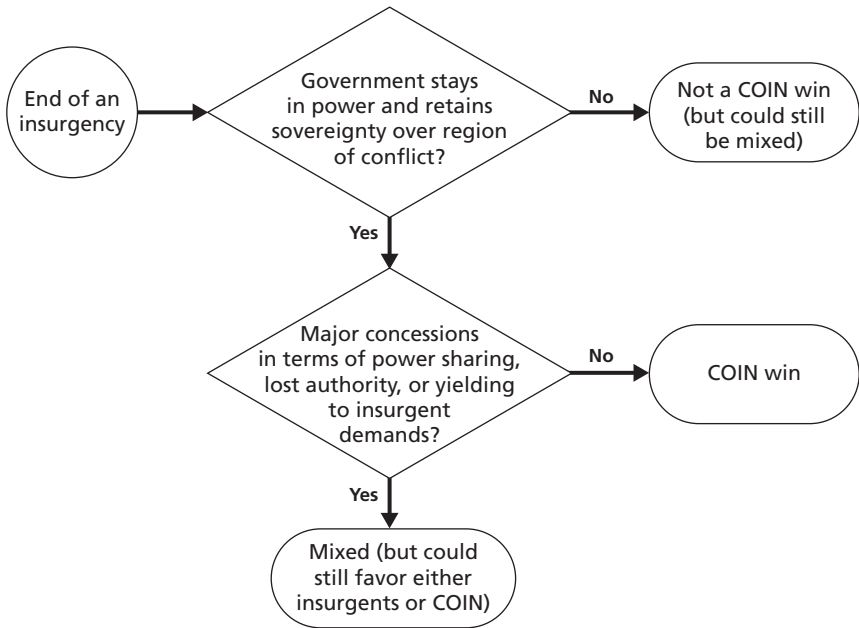 End of an
insurgency
Government stays
in power and retains
sovereignty over region
of conflict?
No
Not a COIN win
(but could still
be mixed)
Yes
Major concessions
in terms of power sharing,
lost authority, or yielding
to insurgent
demands?
No
COIN win
Yes
Mixed (but could
still favor either
insurgents or COIN)